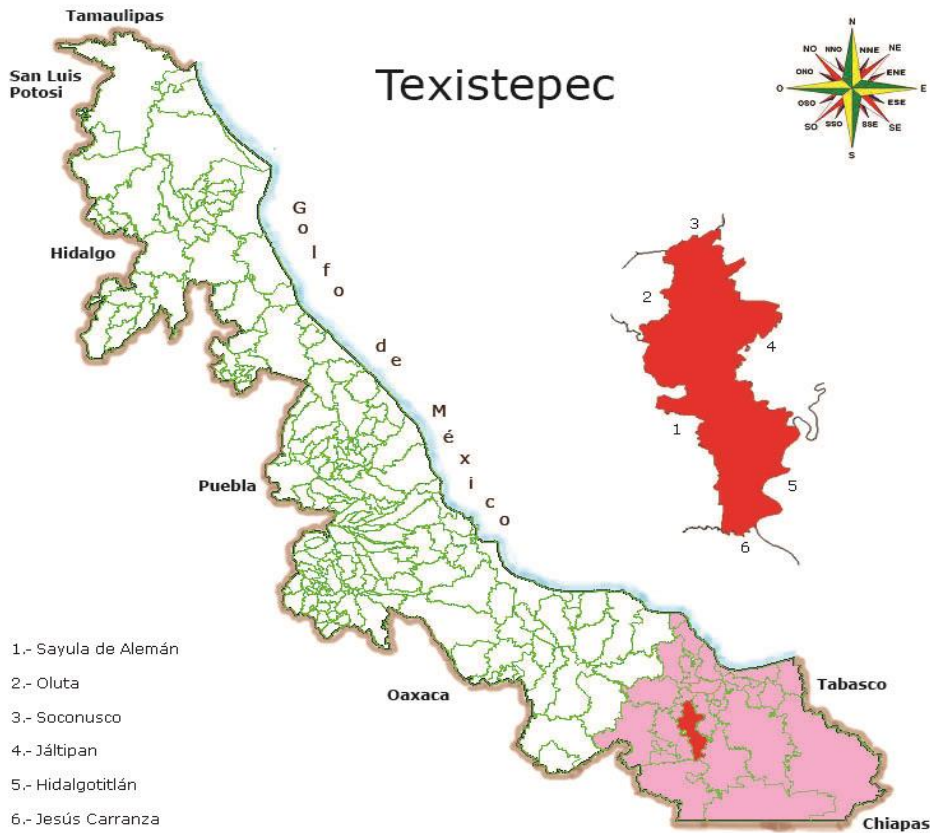 Tamaulipas
San Luis
Potosi
Texistepec
N
NNO
NNE
NO
NE
ONO
ENE
O
E
OSO
ESE
SO
SSO
SSE
SE
S
Golfo de México
Hidalgo
3
2
4
1
5
6
Puebla
Oaxaca
Tabasco
Chiapas
1.- Sayula de Alemán
2.- Oluta
3.- Soconusco
4.- Jáltipan
5.- Hidalgotitlán
6.- Jesús Carranza